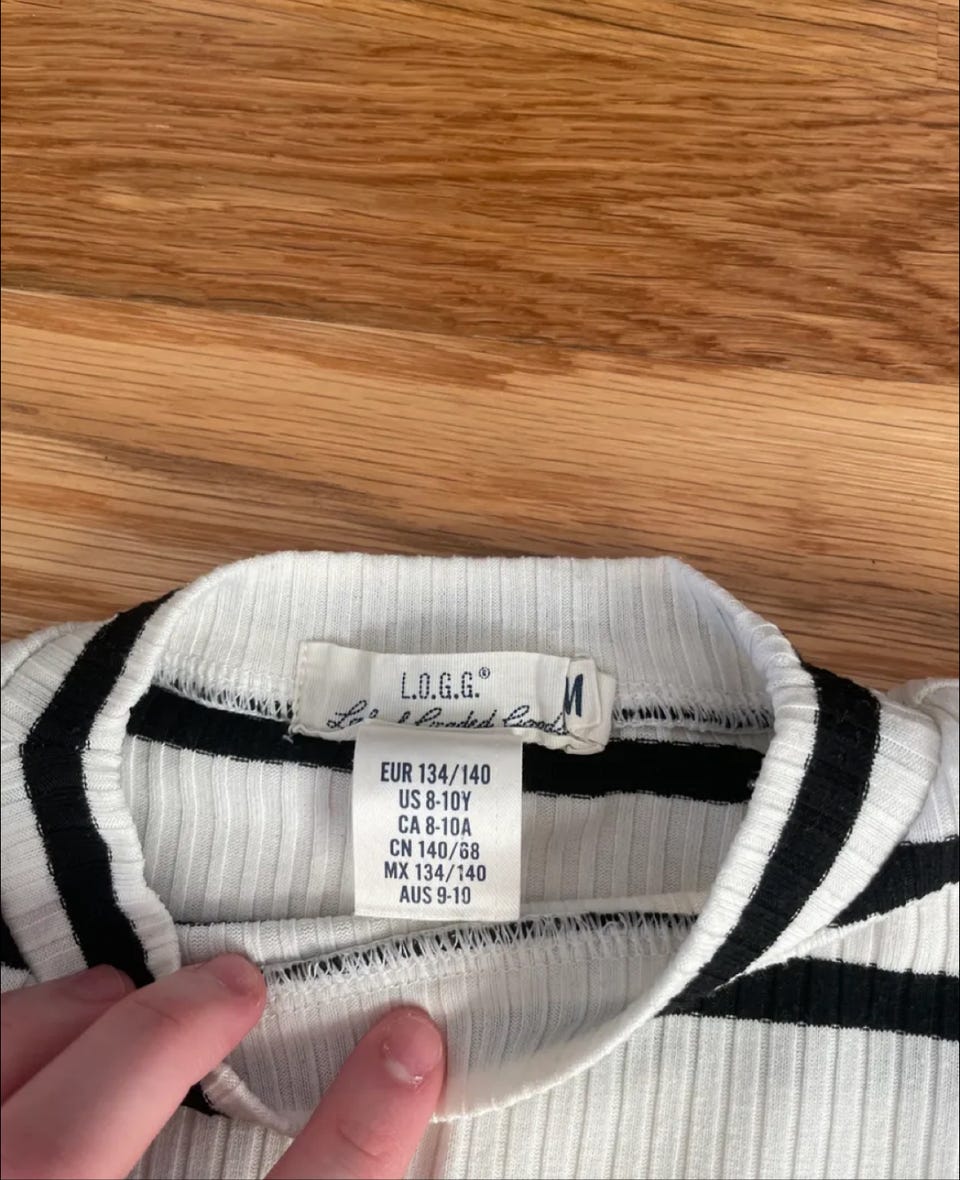 L.O.G.G.®
M
EUR 134/140
US 8-10Y
CA 8-10A
CN 140/68
MX 134/140
AUS 9-10